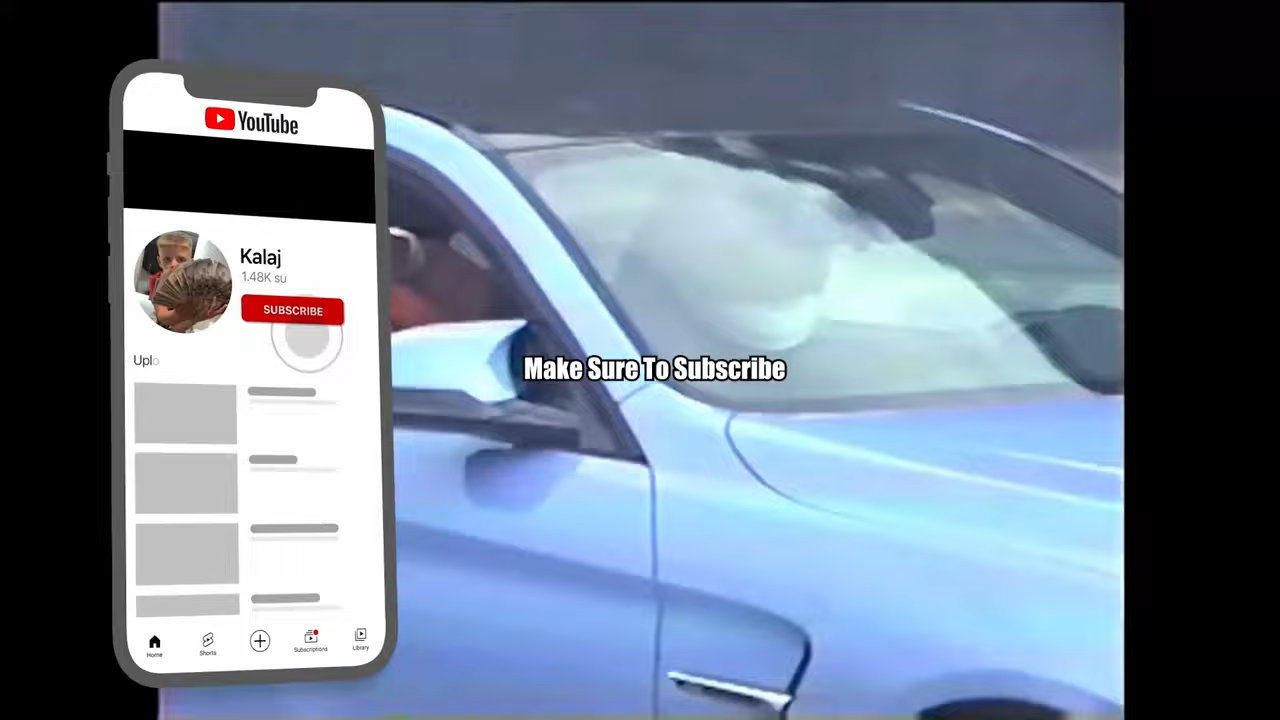 YouTube
Kalaj
1.48K su
SUBSCRIBE
Uplo
Make Sure To Subscribe
Home
Shorts
Subscriptions
Library